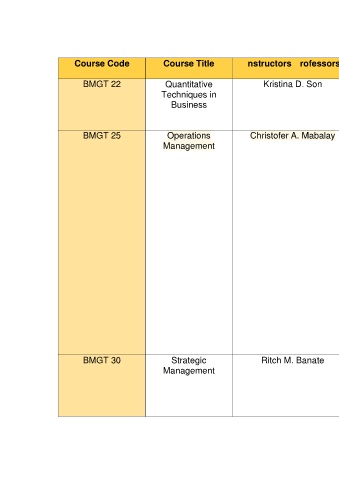 Course Code Course Title nstructors rofessors
BMGT 22 Quantitative Kristina D. Son
Techniques in
Business
BMGT 25 Operations Christofer A. Mabalay
Management
BMGT 30 Strategic Ritch M. Banate
Management